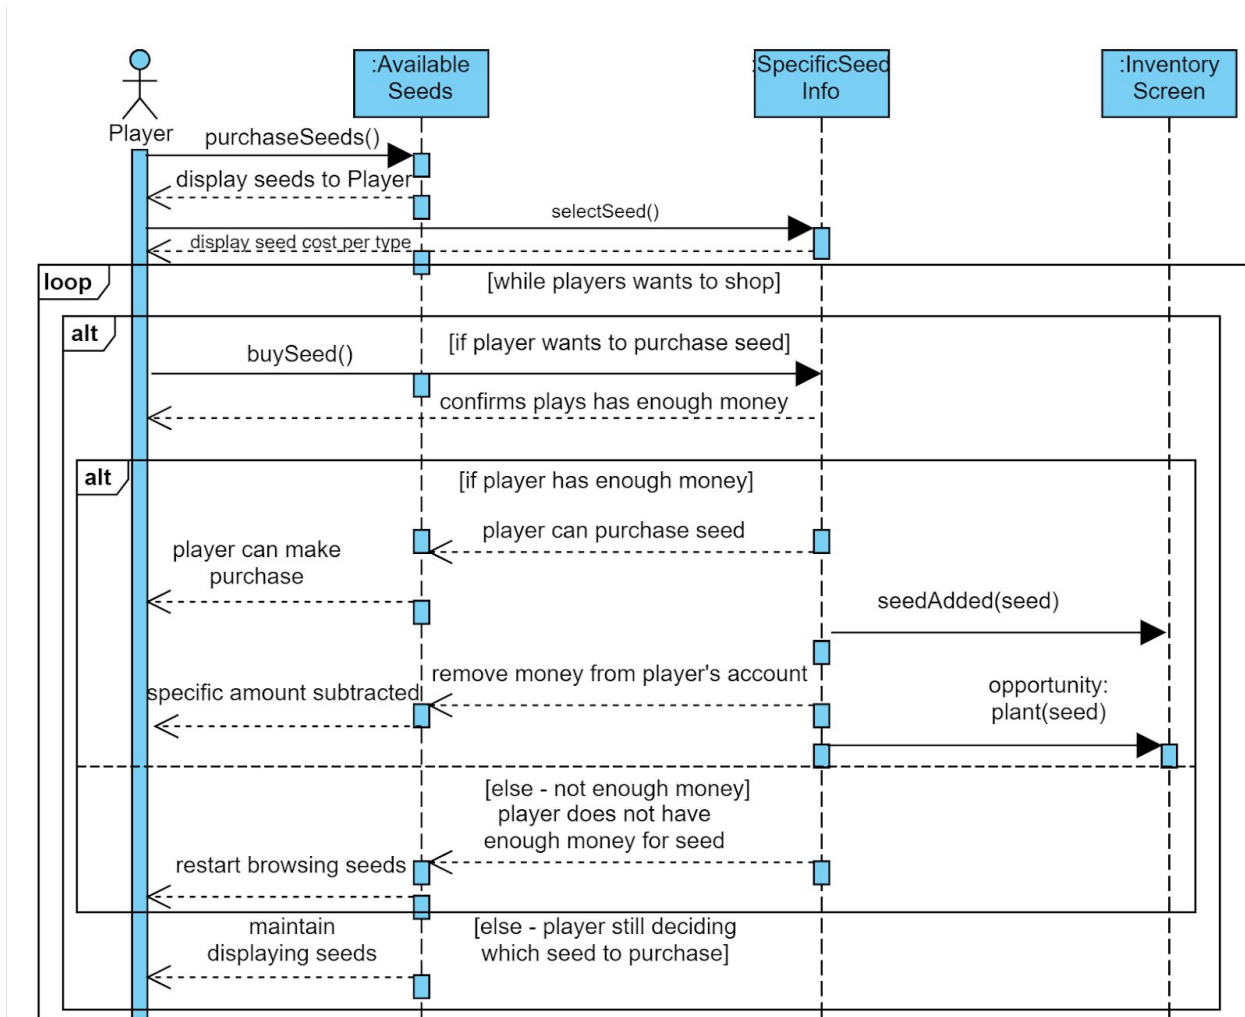 :Available
Seeds
:SpecificSeed
Info
:Inventory
Screen
Player
purchaseSeeds()
display seeds to Player
selectSeed()
display seed cost per type
loop
[while players wants to shop]
alt
[if player wants to purchase seed]
buySeed()
confirms plays has enough money
alt
[if player has enough money]
player can purchase seed
player can make
purchase
seedAdded(seed)
remove money from player's account
specific amount subtracted
opportunity:
plant(seed)
[else - not enough money]
player does not have
enough money for seed
restart browsing seeds
maintain
displaying seeds
[else - player still deciding
which seed to purchase]